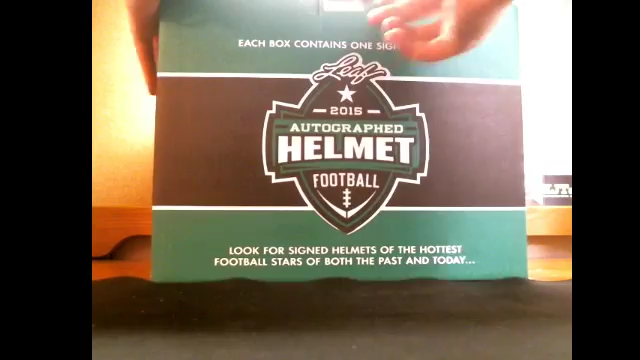 EACH BOX CONTAINS ONE
Leaf
2015
AUTOGRAPHED
HELMET
FOOTBALL
LOOK FOR SIGNED HELMETS OF THE HOTTEST
FOOTBALL STARS OF BOTH THE PAST AND TODAY...